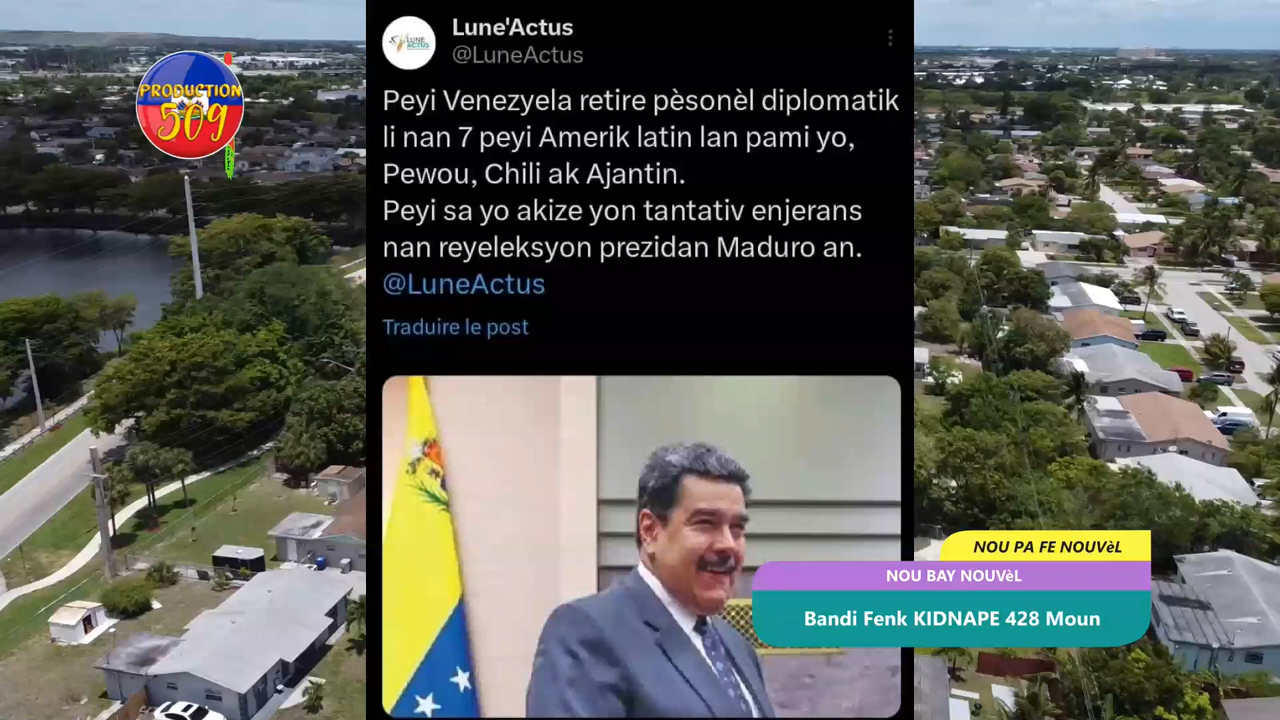 PRODUCTION
509
Lune'Actus
@LuneActus
Peyi Venezyela retire pèsonèl diplomatik
li nan 7 peyi Amerik latin lan pami yo,
Pewou, Chili ak Ajantin.
Peyi sa yo akize yon tantativ enjerans
nan reyeleksyon prezidan Maduro an.
@LuneActus
Traduire le post
NOU PA FE NOUVèL
NOU BAY NOUVèL
Bandi Fenk KIDNAPE 428 Moun
LUNE
ACTUS